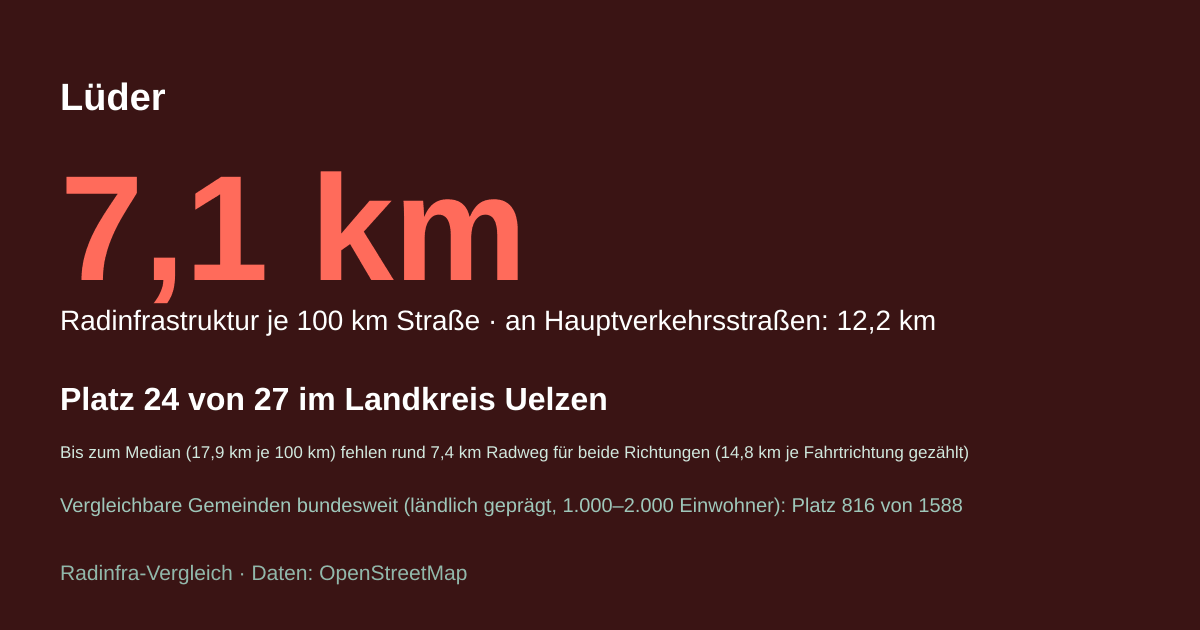 Lüder
7,1 km
Radinfrastruktur je 100 km Straße · an Hauptverkehrsstraßen: 12,2 km
Platz 24 von 27 im Landkreis Uelzen
Bis zum Median (17,9 km je 100 km) fehlen rund 7,4 km Radweg für beide Richtungen (14,8 km je Fahrtrichtung gezählt)
Vergleichbare Gemeinden bundesweit (ländlich geprägt, 1.000–2.000 Einwohner): Platz 816 von 1588
Radinfra-Vergleich · Daten: OpenStreetMap